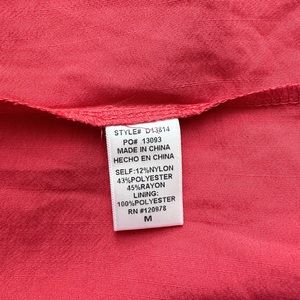 STYLE# D13814
PO# 13093
MADE IN CHINA
HECHO EN CHINA
SELF:12%NYLON
43%POLYESTER
45%RAYON
LINING:
100%POLYESTER
RN #120978
M